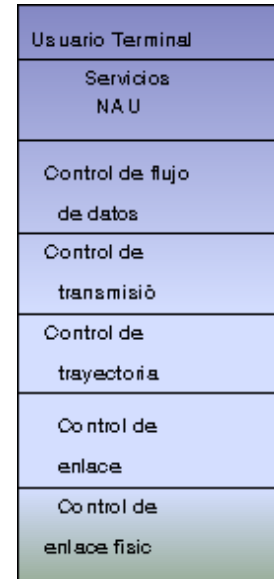 Usuario Terminal
Servicios
NAU
Control de flujo
de datos
Control de
transmisiò
Control de
trayectoria
Control de
enlace
Control de
enlace fisic